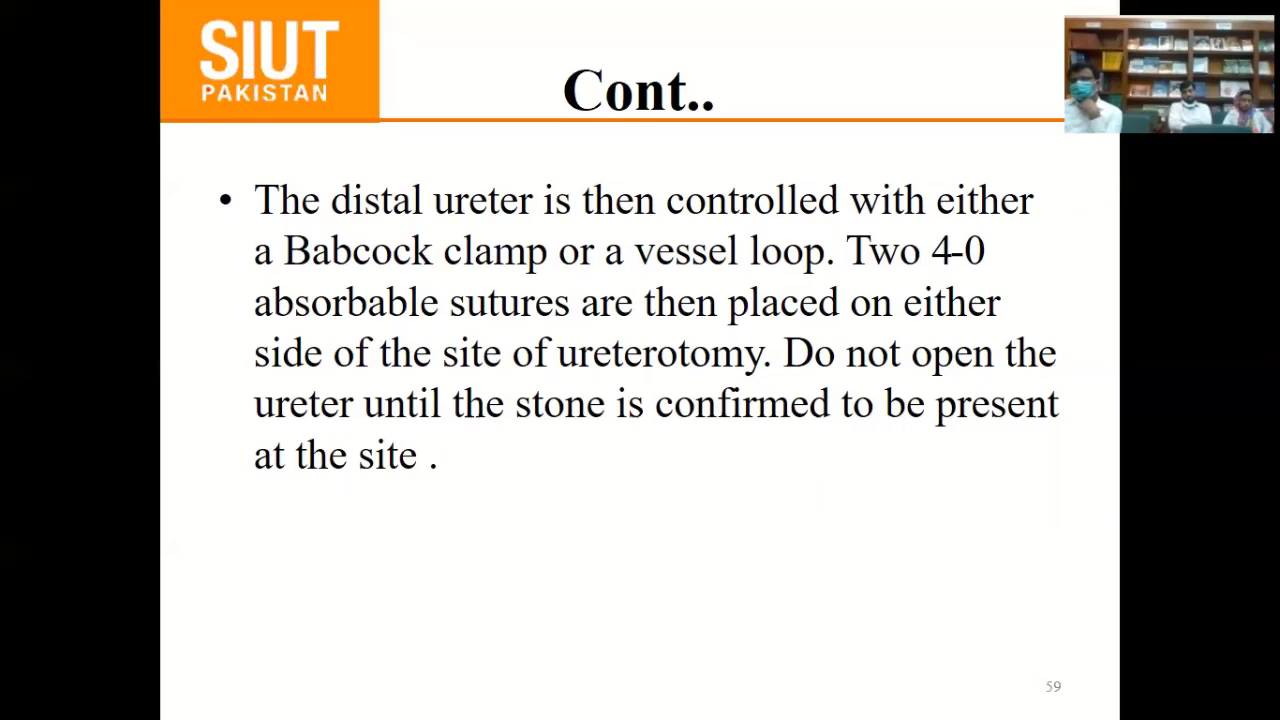 SIUT
PAKISTAN
Cont..
• The distal ureter is then controlled with either
a Babcock clamp or a vessel loop. Two 4-0
absorbable sutures are then placed on either
side of the site of ureterotomy. Do not open the
ureter until the stone is confirmed to be present
at the site .
59